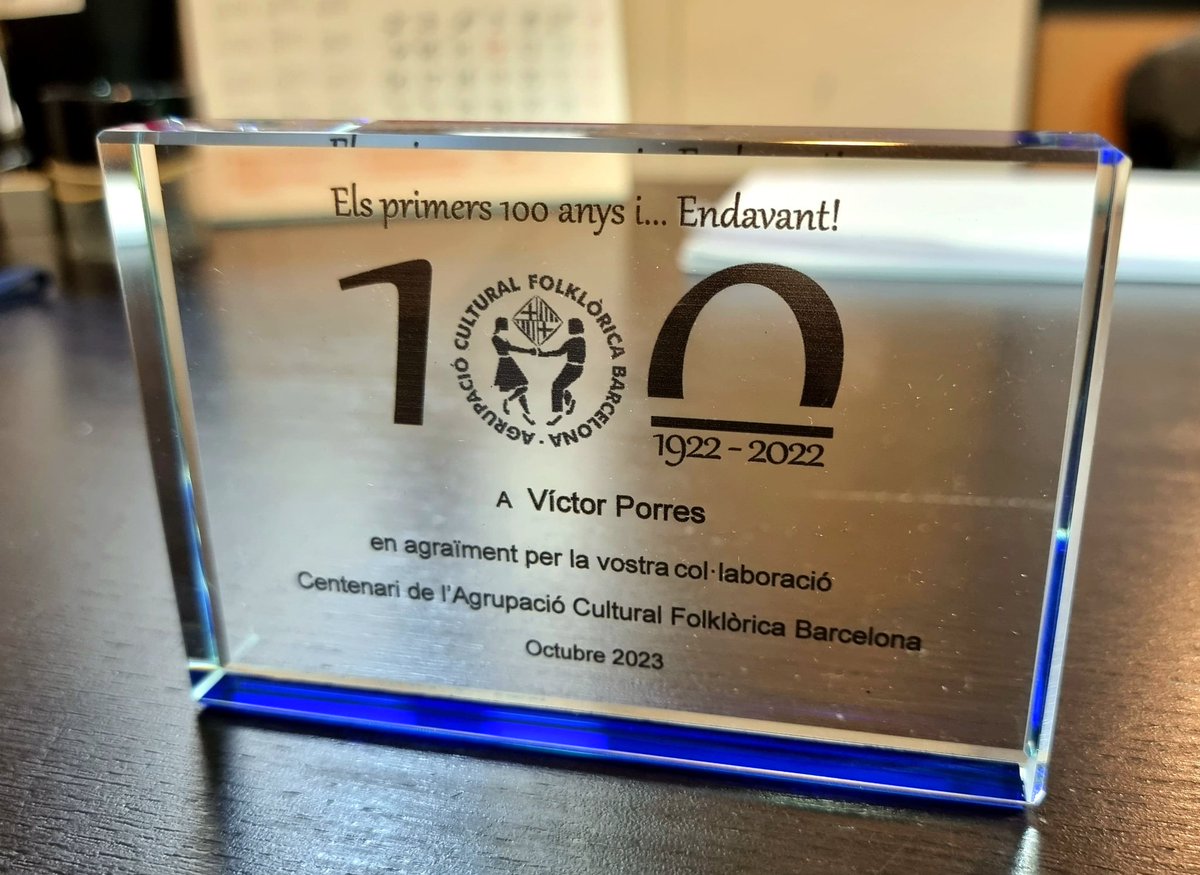 Els primers 100 anys i... Endavant!
100
AGRUPACIÓ CULTURAL FOLKLÒRICA BARCELONA ·
1922 - 2022
A Víctor Porres
en agraïment per la vostra col·laboració
Centenari de l'Agrupació Cultural Folklòrica Barcelona
Octubre 2023